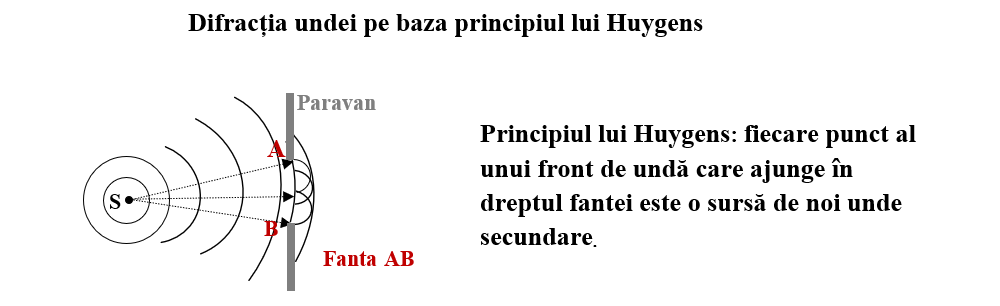 Difracția undei pe baza principiul lui Huygens
Paravan
A
S
B
Fanta AB
Principiul lui Huygens: fiecare punct al
unui front de undă care ajunge în
dreptul fantei este o sursă de noi unde
secundare.